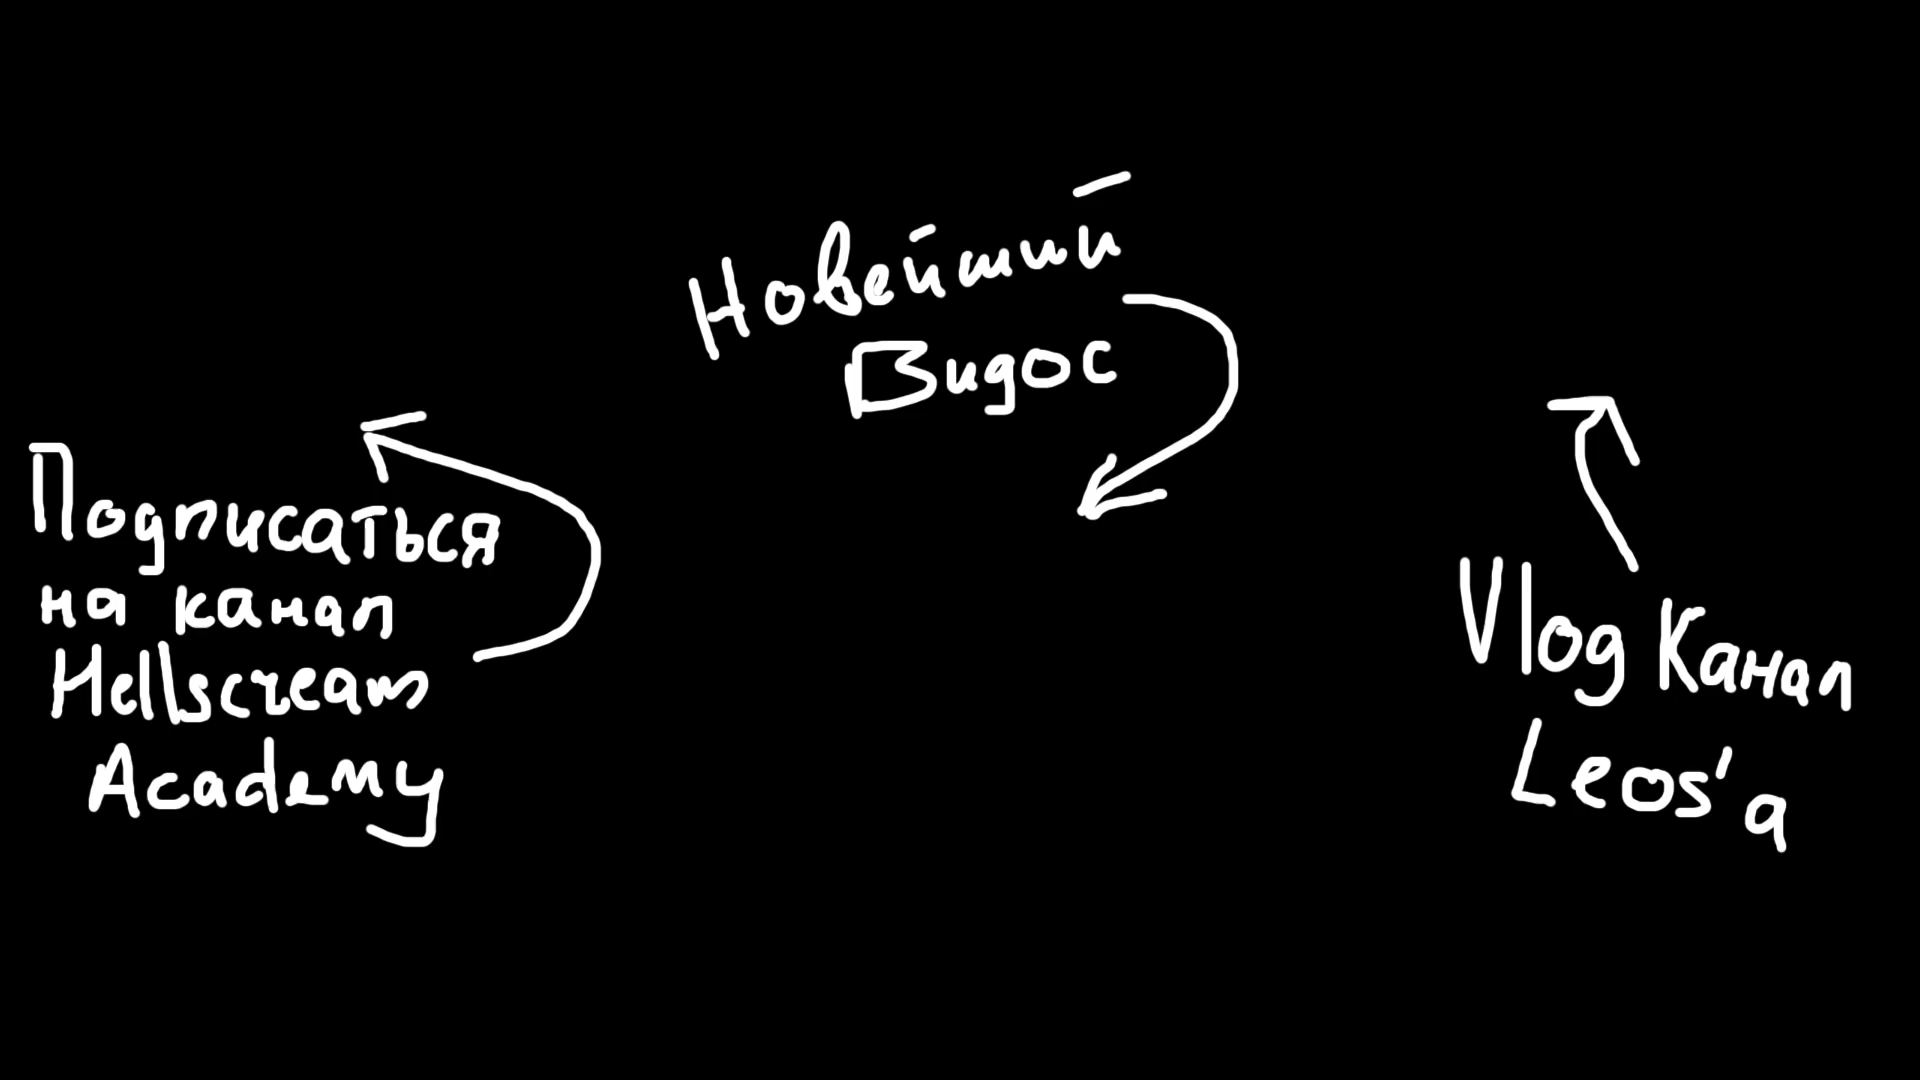 Новейший
Видос
Подписаться
на канал
Hellscream
Academy
Vlog Канал
Leos'a